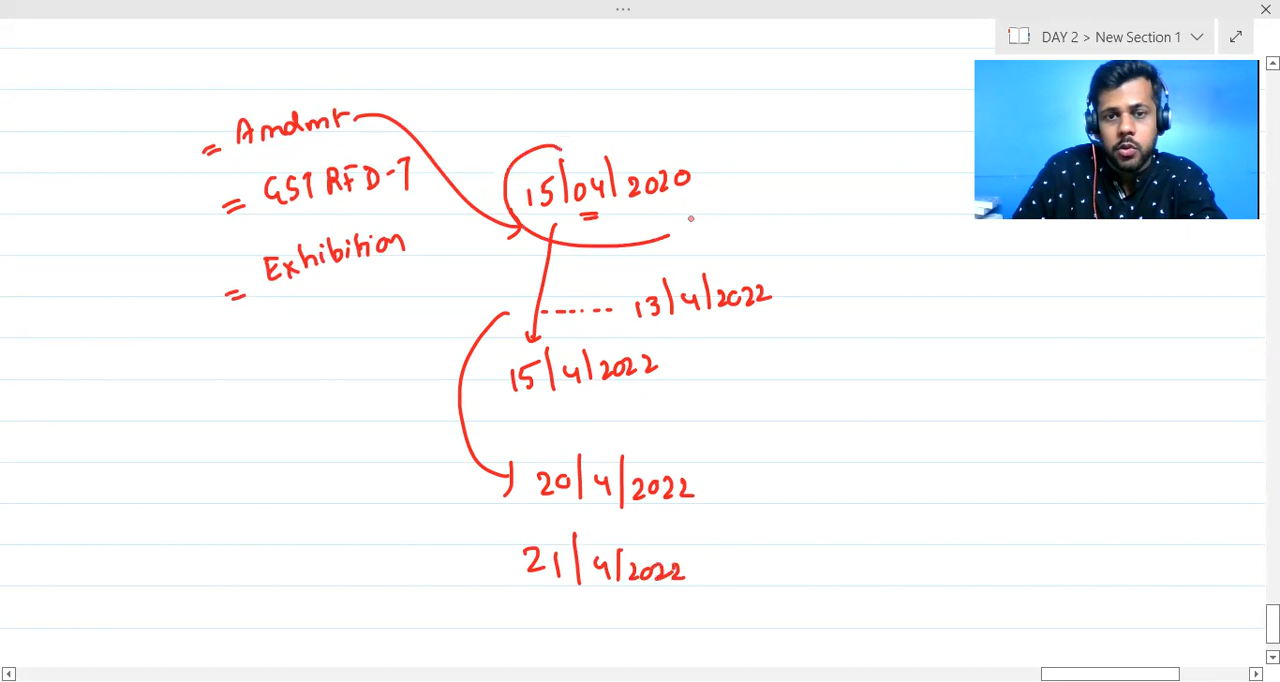 DAY 2 > New Section 1
= Amdmt
= GST RFD-7
= Exhibition
15/04/2020
13/4/2022
15/4/2022
20/4/2022
21/4/2022